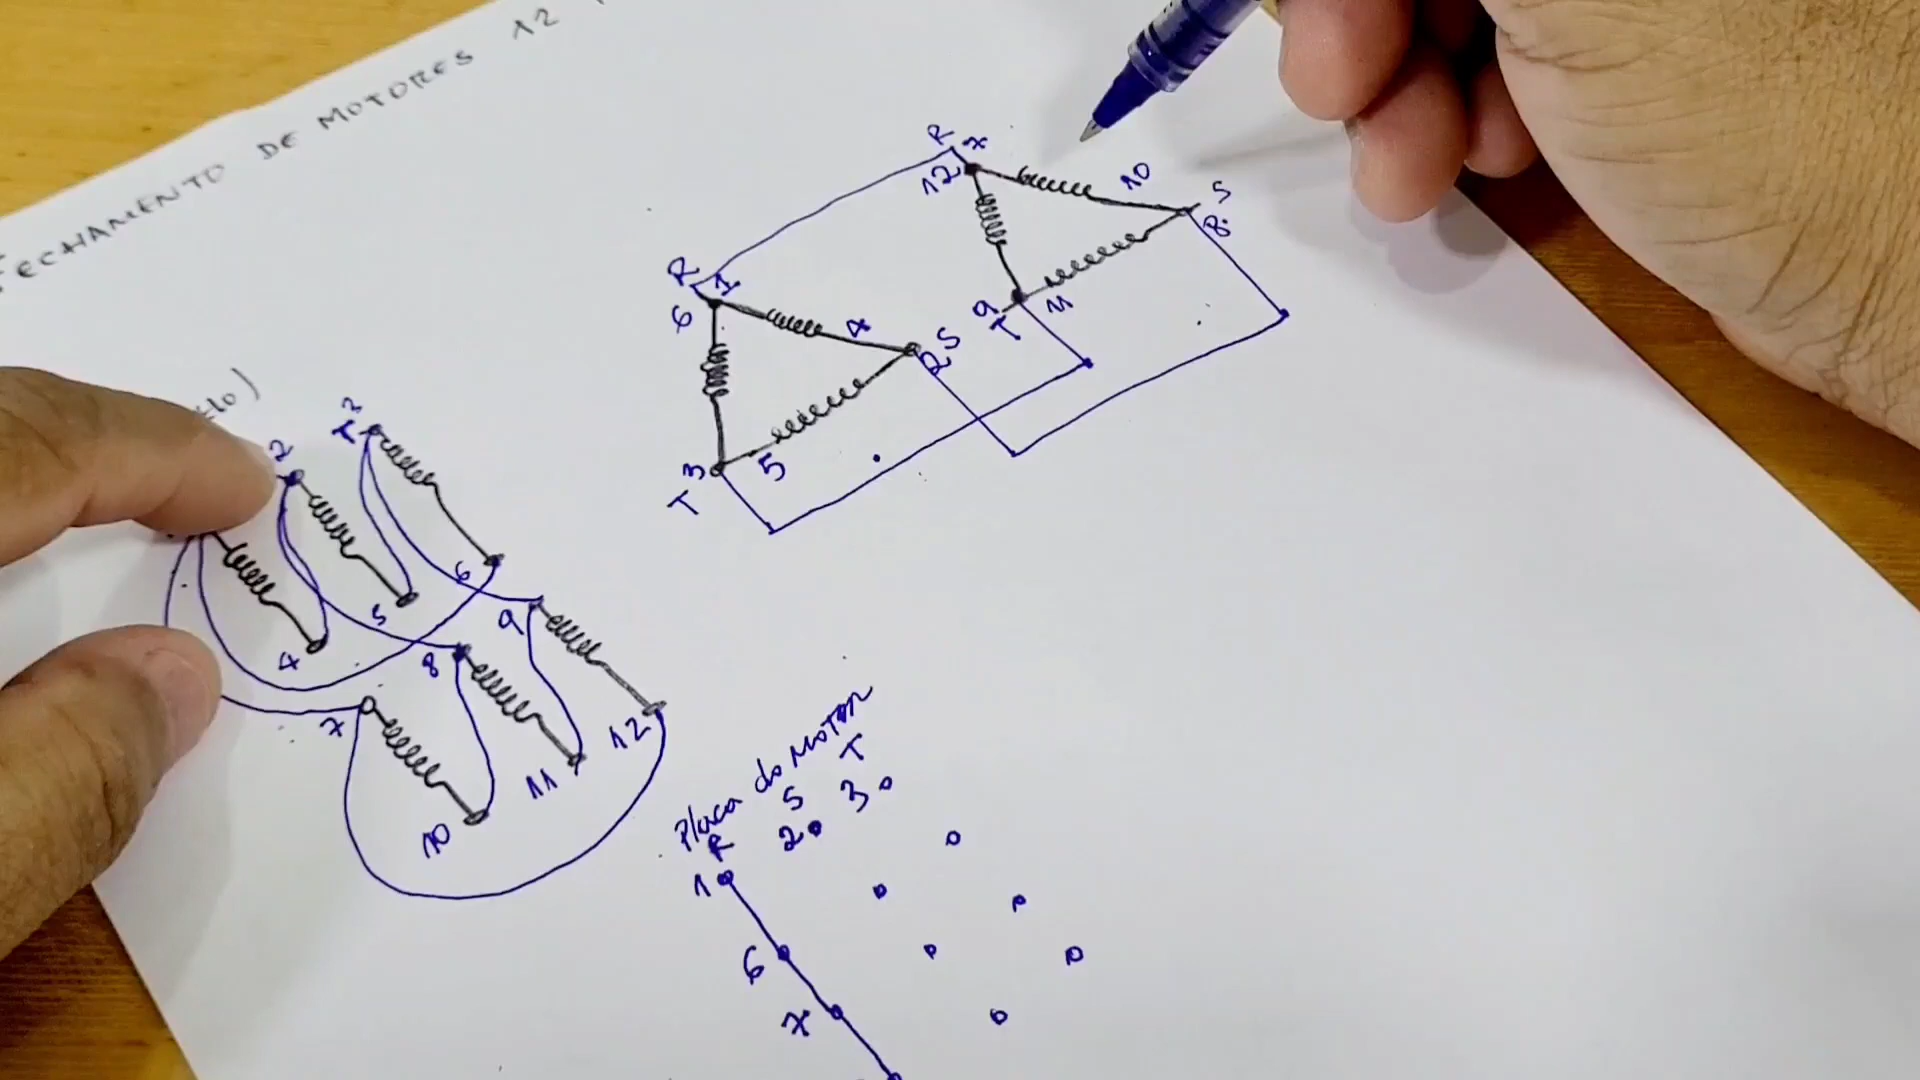 FECHAMENTO DE MOTORES 12
R 7
12 10 S
8
9 11
T
R 1
6 4 S
2
3 5
T
2 3
6
5 9
4 8
7 12
11
10
Placa do MOTOR
R S T
1 2 3
6
7